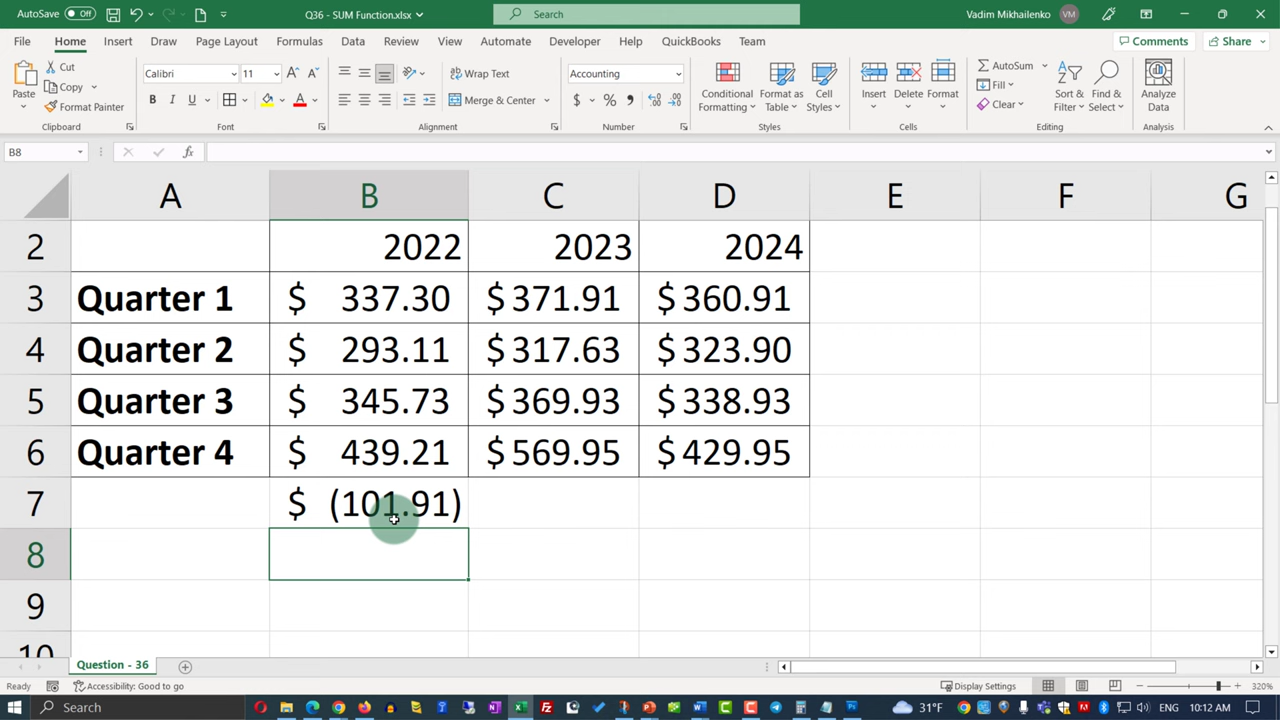 AutoSave Off Q36 - SUM Function.xlsx Search Vadim Mikhailenko VM
File Home Insert Draw Page Layout Formulas Data Review View Automate Developer Help QuickBooks Team Comments Share
Paste Cut Copy Format Painter Calibri 11 A A B I U A ab Wrap Text Merge & Center Accounting $ % , Conditional Formatting Format as Table Cell Styles Insert Delete Format AutoSum Fill Clear Sort & Filter Find & Select Analyze Data
Clipboard Font Alignment Number Styles Cells Editing Analysis
B8 fx
A B C D E F G
2 2022 2023 2024
3 Quarter 1 $ 337.30 $ 371.91 $ 360.91
4 Quarter 2 $ 293.11 $ 317.63 $ 323.90
5 Quarter 3 $ 345.73 $ 369.93 $ 338.93
6 Quarter 4 $ 439.21 $ 569.95 $ 429.95
7 $ (101.91)
8
9
10
Question - 36
Ready Accessibility: Good to go Display Settings 320%
Search 31°F ENG 10:12 AM